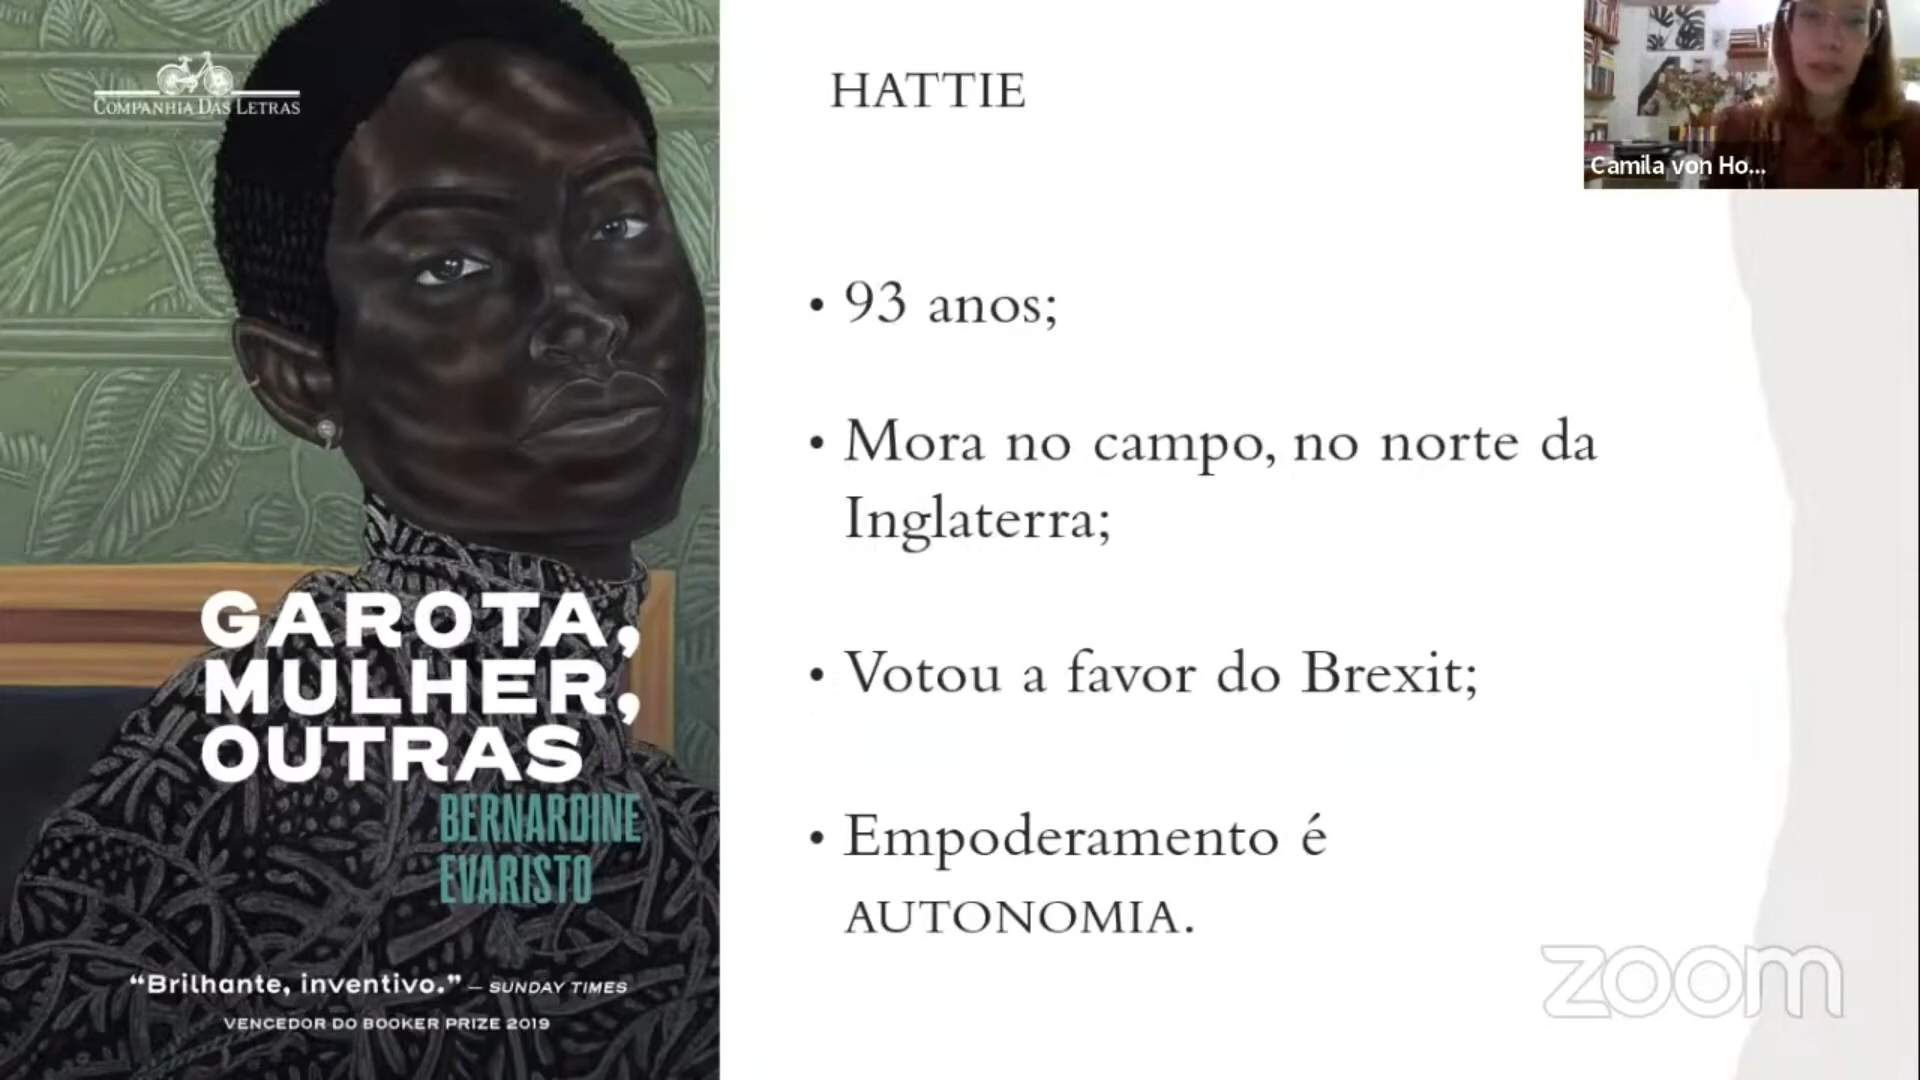 COMPANHIA DAS LETRAS
GAROTA,
MULHER,
OUTRAS
BERNARDINE
EVARISTO
“Brilhante, inventivo.” — SUNDAY TIMES
VENCEDOR DO BOOKER PRIZE 2019
HATTIE
• 93 anos;
• Mora no campo, no norte da
Inglaterra;
• Votou a favor do Brexit;
• Empoderamento é
AUTONOMIA.
Camila von Ho...
zoom